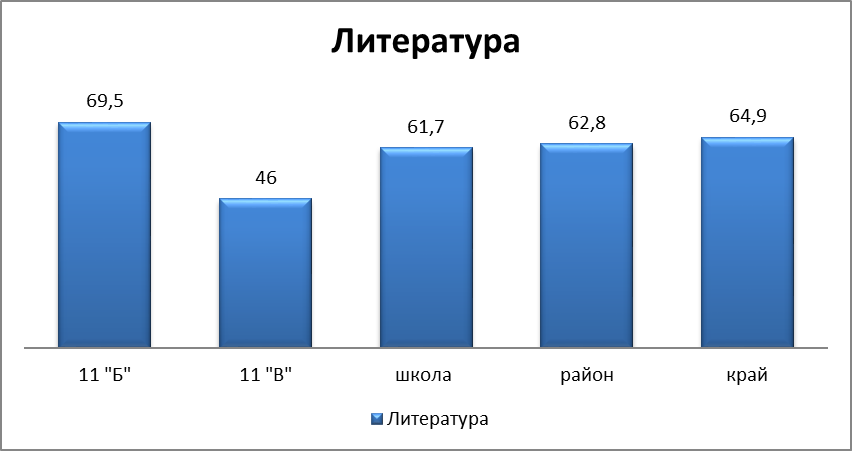 Литература
69,5
46
61,7
62,8
64,9
11 "Б"
11 "В"
школа
район
край
Литература